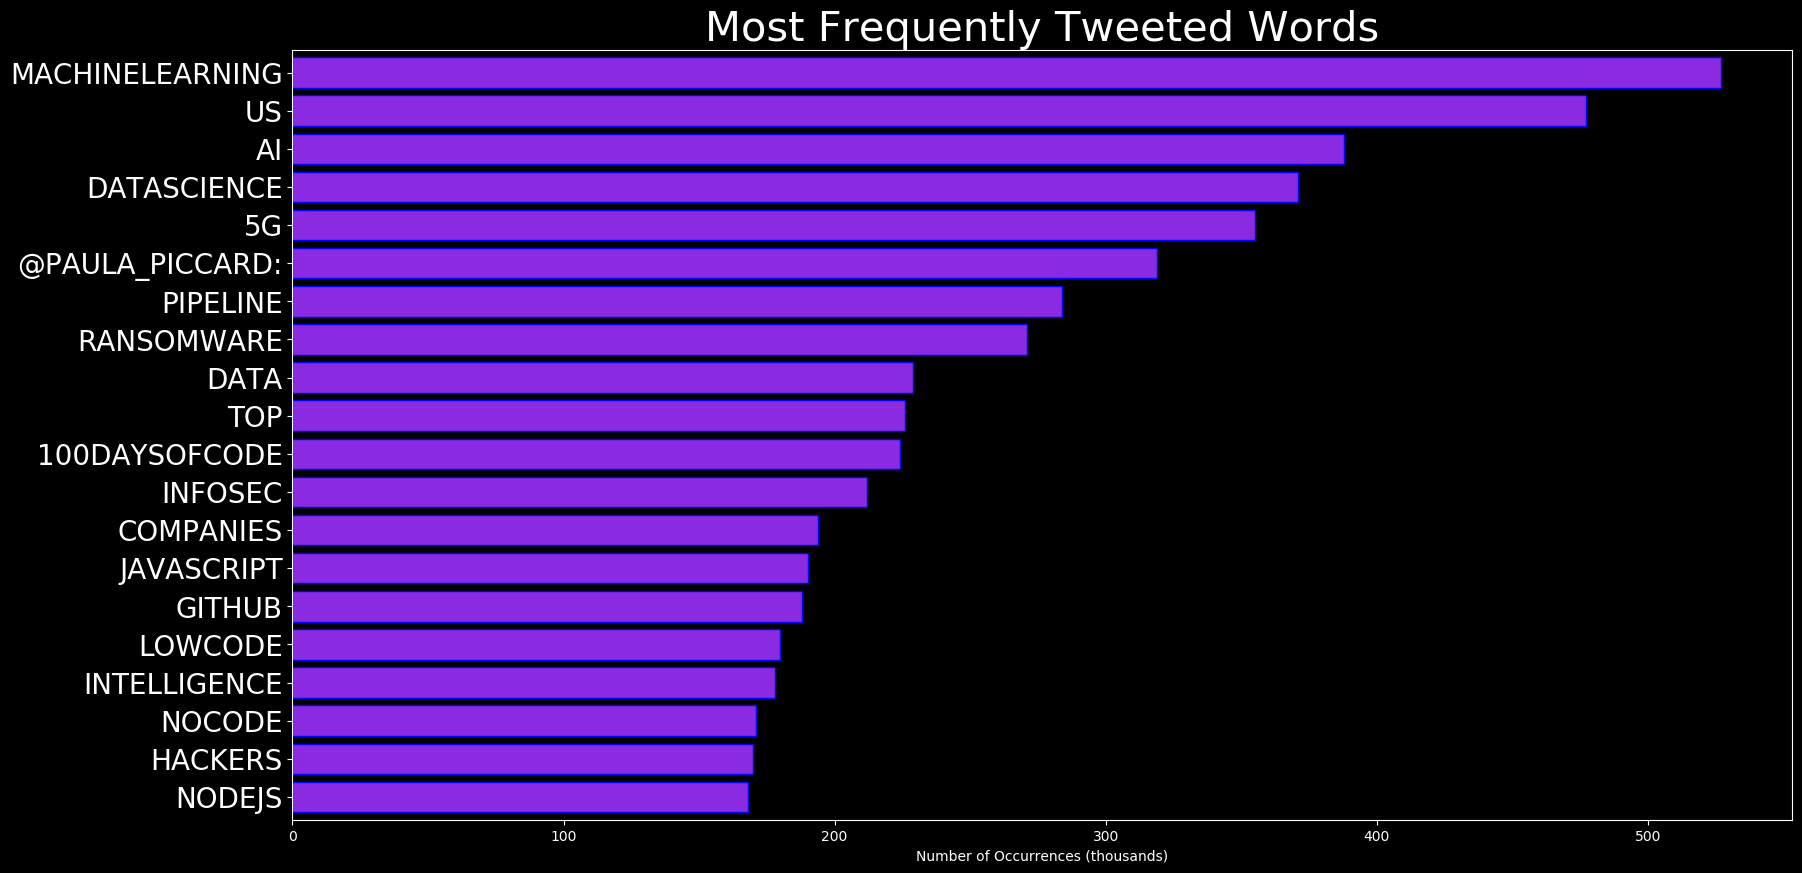 Most Frequently Tweeted Words
MACHINELEARNING
US
AI
DATASCIENCE
5G
@PAULA_PICCARD:
PIPELINE
RANSOMWARE
DATA
TOP
100DAYSOFCODE
INFOSEC
COMPANIES
JAVASCRIPT
GITHUB
LOWCODE
INTELLIGENCE
NOCODE
HACKERS
NODEJS
0 100 200 300 400 500
Number of Occurrences (thousands)